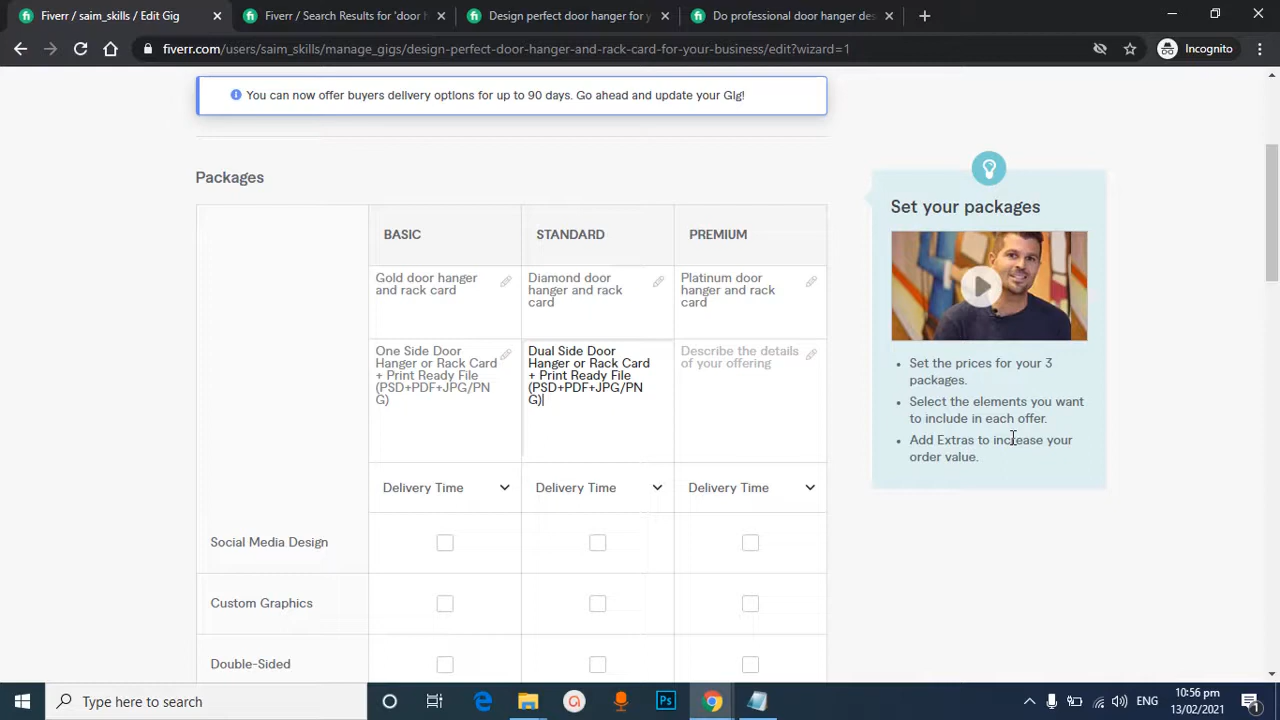 Fiverr / saim_skills / Edit Gig
Fiverr / Search Results for 'door h
Design perfect door hanger for y
Do professional door hanger des
fiverr.com/users/saim_skills/manage_gigs/design-perfect-door-hanger-and-rack-card-for-your-business/edit?wizard=1
Incognito
You can now offer buyers delivery options for up to 90 days. Go ahead and update your Gig!
Packages
BASIC
STANDARD
PREMIUM
Gold door hanger
and rack card
Diamond door
hanger and rack
card
Platinum door
hanger and rack
card
One Side Door
Hanger or Rack Card
+ Print Ready File
(PSD+PDF+JPG/PN
G)
Dual Side Door
Hanger or Rack Card
+ Print Ready File
(PSD+PDF+JPG/PN
G)
Describe the details
of your offering
Delivery Time
Delivery Time
Delivery Time
Social Media Design
Custom Graphics
Double-Sided
Set your packages
Set the prices for your 3
packages.
Select the elements you want
to include in each offer.
Add Extras to increase your
order value.
Type here to search
Ps
ENG
10:56 pm
13/02/2021
1